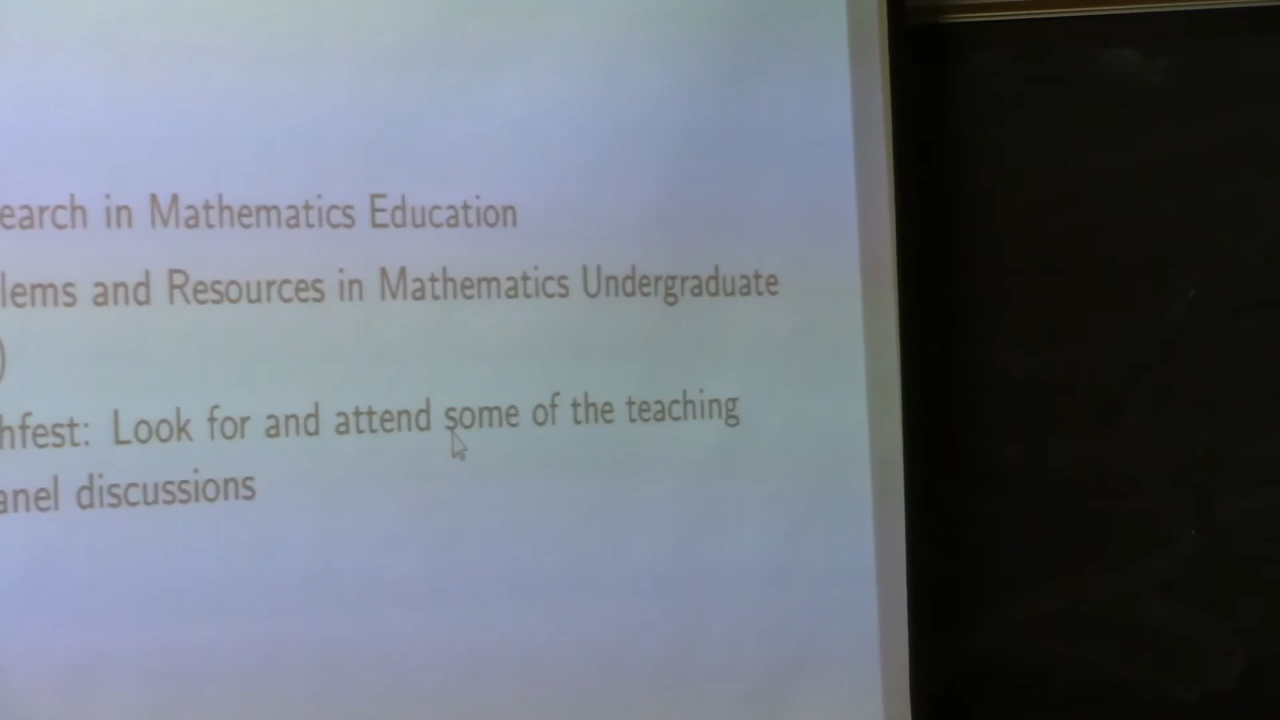 earch in Mathematics Education
lems and Resources in Mathematics Undergraduate
)
hfest: Look for and attend some of the teaching
anel discussions